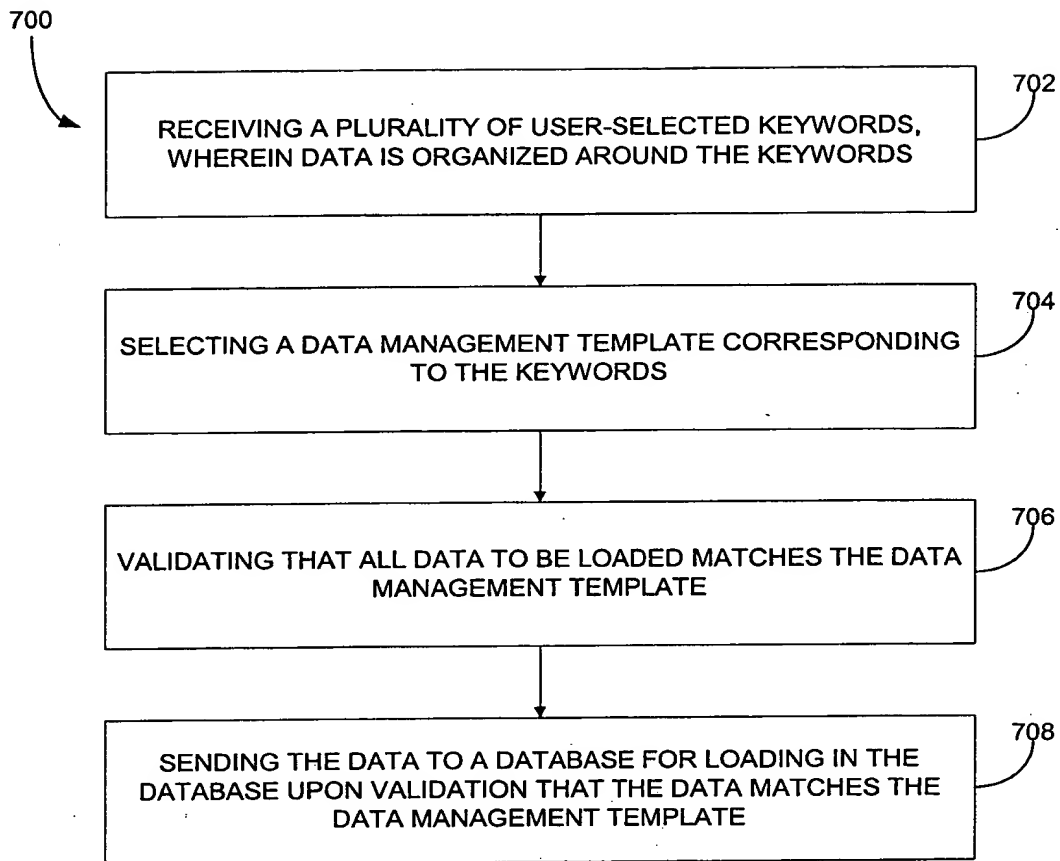 700
702
RECEIVING A PLURALITY OF USER-SELECTED KEYWORDS,
WHEREIN DATA IS ORGANIZED AROUND THE KEYWORDS
704
SELECTING A DATA MANAGEMENT TEMPLATE CORRESPONDING
TO THE KEYWORDS
706
VALIDATING THAT ALL DATA TO BE LOADED MATCHES THE DATA
MANAGEMENT TEMPLATE
708
SENDING THE DATA TO A DATABASE FOR LOADING IN THE
DATABASE UPON VALIDATION THAT THE DATA MATCHES THE
DATA MANAGEMENT TEMPLATE